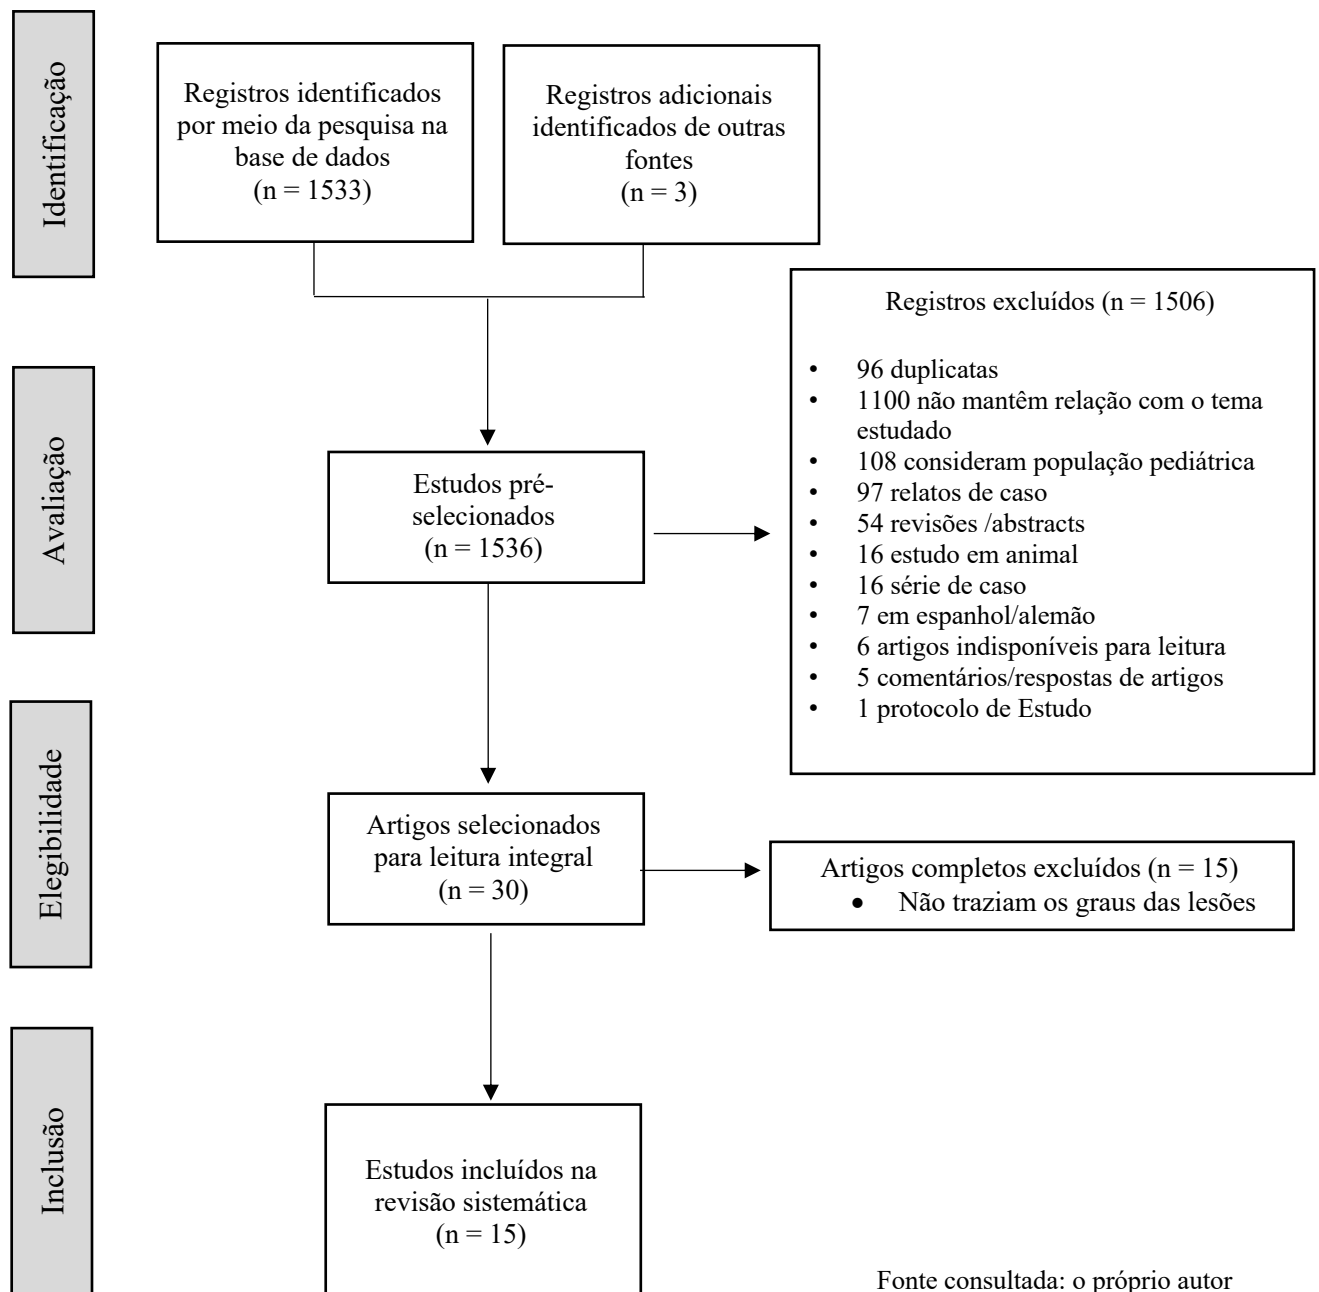 Identificação
Registros identificados
por meio da pesquisa na
base de dados
(n = 1533)
Registros adicionais
identificados de outras
fontes
(n = 3)
Avaliação
Estudos pré-
selecionados
(n = 1536)
Registros excluídos (n = 1506)
• 96 duplicatas
• 1100 não mantêm relação com o tema
estudado
• 108 consideram população pediátrica
• 97 relatos de caso
• 54 revisões /abstracts
• 16 estudo em animal
• 16 série de caso
• 7 em espanhol/alemão
• 6 artigos indisponíveis para leitura
• 5 comentários/respostas de artigos
• 1 protocolo de Estudo
Elegibilidade
Artigos selecionados
para leitura integral
(n = 30)
Artigos completos excluídos (n = 15)
• Não traziam os graus das lesões
Inclusão
Estudos incluídos na
revisão sistemática
(n = 15)
Fonte consultada: o próprio autor